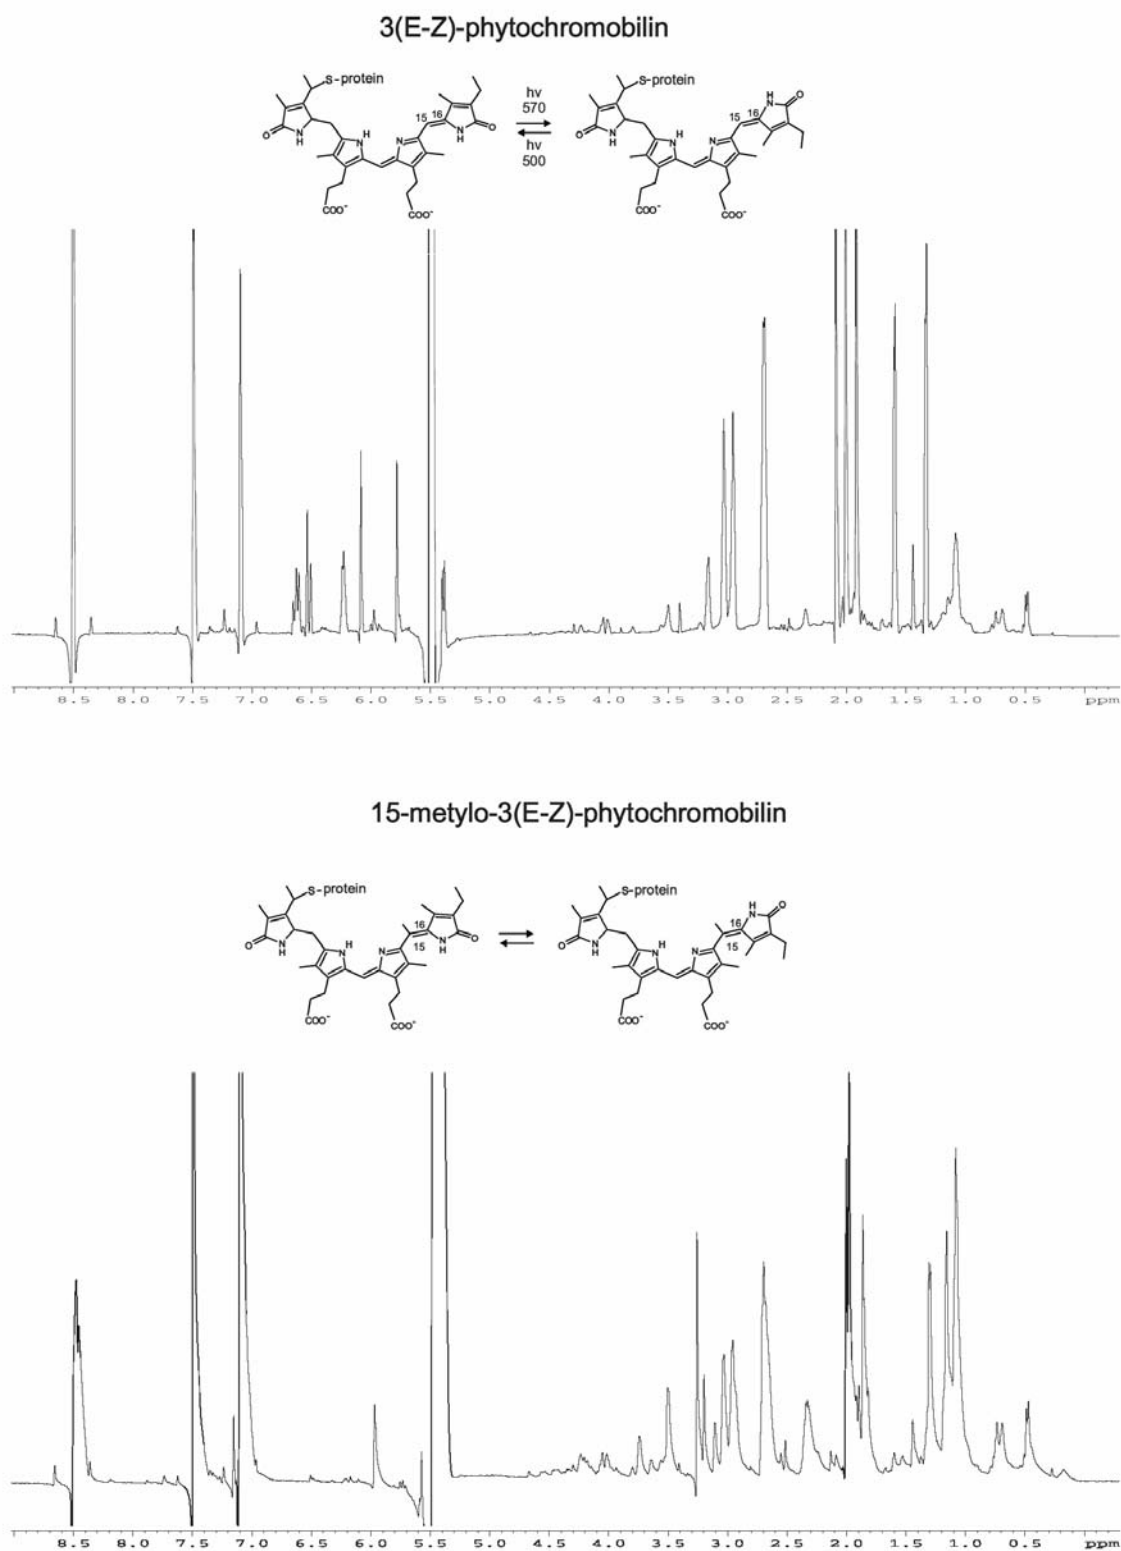 3(E-Z)-phytochromobilin
S-protein
S-protein
O
N
H
H
N
N
15
16
N
H
O
hv
570
hv
500
O
N
H
H
N
N
15
16
H
N
O
COO⁻
COO⁻
COO⁻
COO⁻
8.5 8.0 7.5 7.0 6.5 6.0 5.5 5.0 4.5 4.0 3.5 3.0 2.5 2.0 1.5 1.0 0.5 ppm
15-metylo-3(E-Z)-phytochromobilin
S-protein
S-protein
O
N
H
H
N
N
16
15
N
H
O
O
N
H
H
N
N
16
15
H
N
O
COO⁻
COO⁻
COO⁻
COO⁻
8.5 8.0 7.5 7.0 6.5 6.0 5.5 5.0 4.5 4.0 3.5 3.0 2.5 2.0 1.5 1.0 0.5 ppm